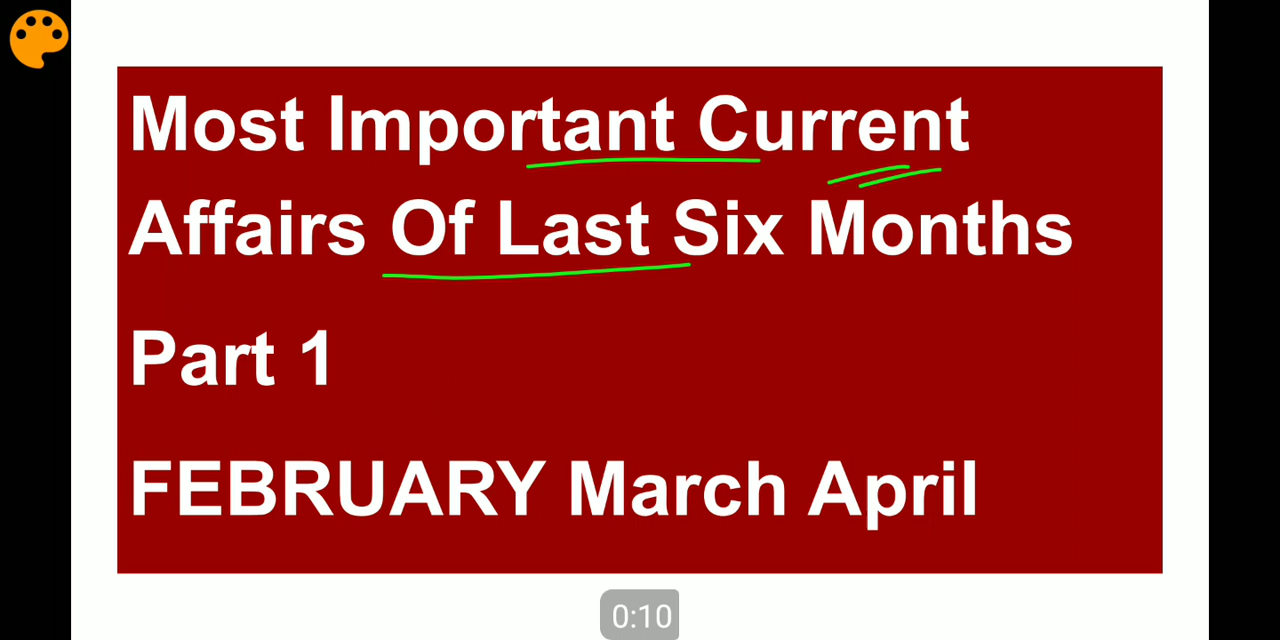 Most Important Current
Affairs Of Last Six Months
Part 1
FEBRUARY March April
0:10